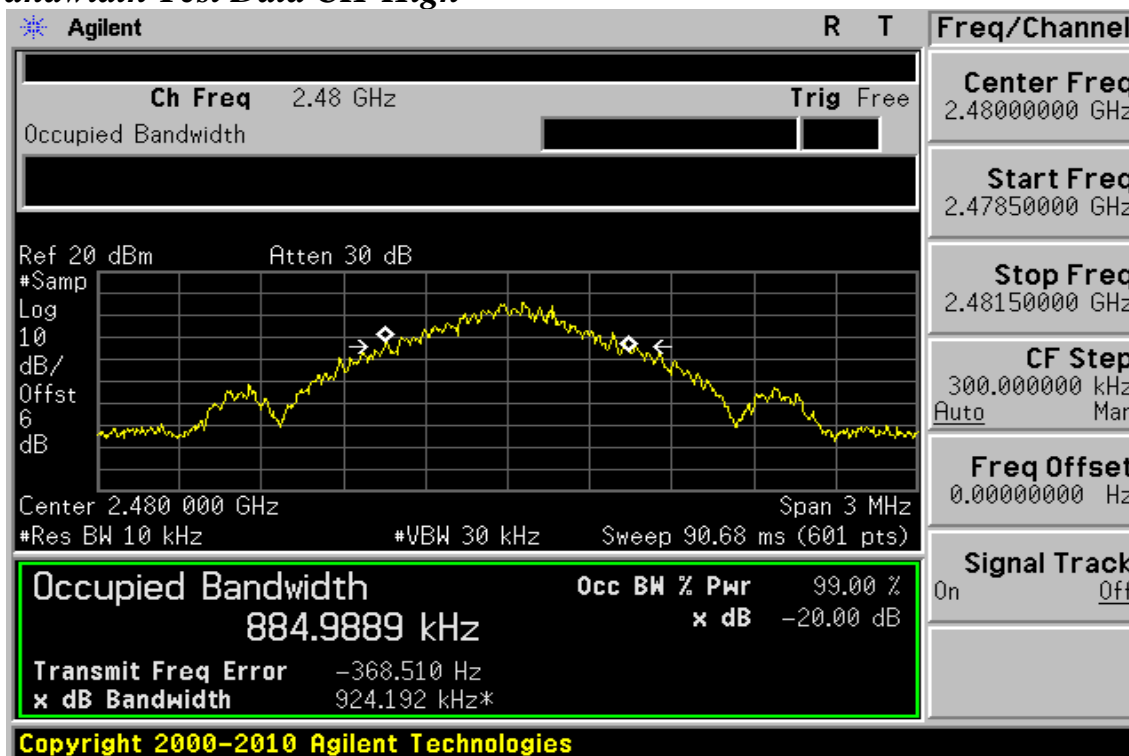 andwidth Test Data CH-High
Agilent R T
Ch Freq 2.48 GHz Trig Free
Occupied Bandwidth
Ref 20 dBm Atten 30 dB
#Samp
Log
10
dB/
Offst
6
dB
Center 2.480 000 GHz Span 3 MHz
#Res BW 10 kHz #VBW 30 kHz Sweep 90.68 ms (601 pts)
Occupied Bandwidth Occ BW % Pwr 99.00 %
884.9889 kHz x dB -20.00 dB
Transmit Freq Error -368.510 Hz
x dB Bandwidth 924.192 kHz*
Copyright 2000-2010 Agilent Technologies
Freq/Channel
Center Freq
2.48000000 GHz
Start Freq
2.47850000 GHz
Stop Freq
2.48150000 GHz
CF Step
300.000000 kHz
Auto Man
Freq Offset
0.00000000 Hz
Signal Track
On Off